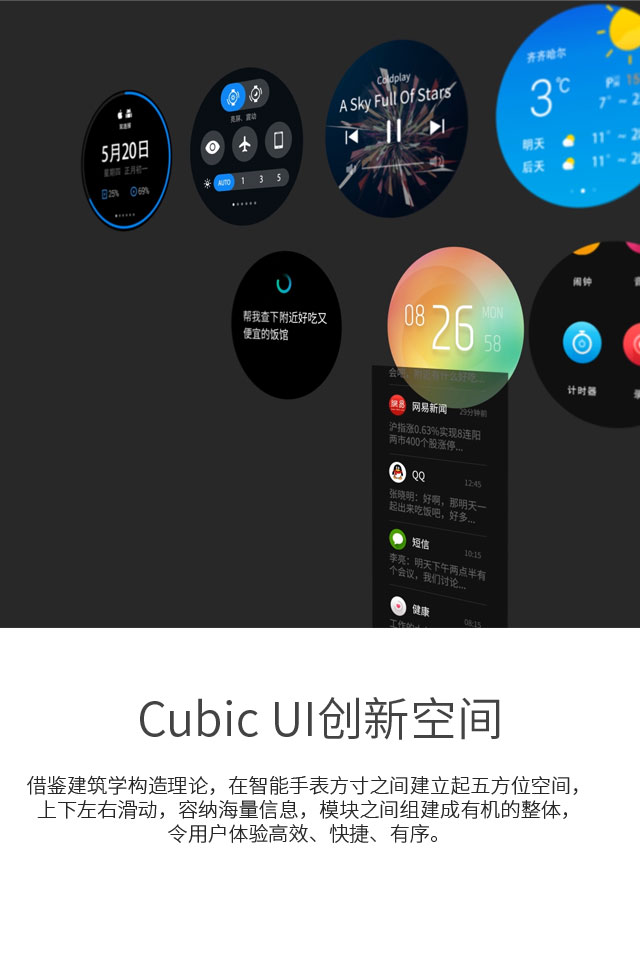 双连接
5月20日
星期四 正月初一
25%
69%
亮屏、震动
AUTO 1 3 5
Coldplay
A Sky Full Of Stars
齐齐哈尔
3℃
7° ~
明天 11° ~
后天 11° ~
帮我查下附近好吃又
便宜的饭馆
08 26 MON
58
闹钟
计时器
网易新闻 29分钟前
沪指涨0.63%实现8连阳
两市400个股涨停...
QQ 12:45
张晓明：好啊，那明天一
起出来吃饭吧，好多...
短信 10:15
李亮：明天下午两点半有
个会议，我们讨论...
健康 08:15
Cubic UI创新空间
借鉴建筑学构造理论，在智能手表方寸之间建立起五方位空间，
上下左右滑动，容纳海量信息，模块之间组建成有机的整体，
令用户体验高效、快捷、有序。